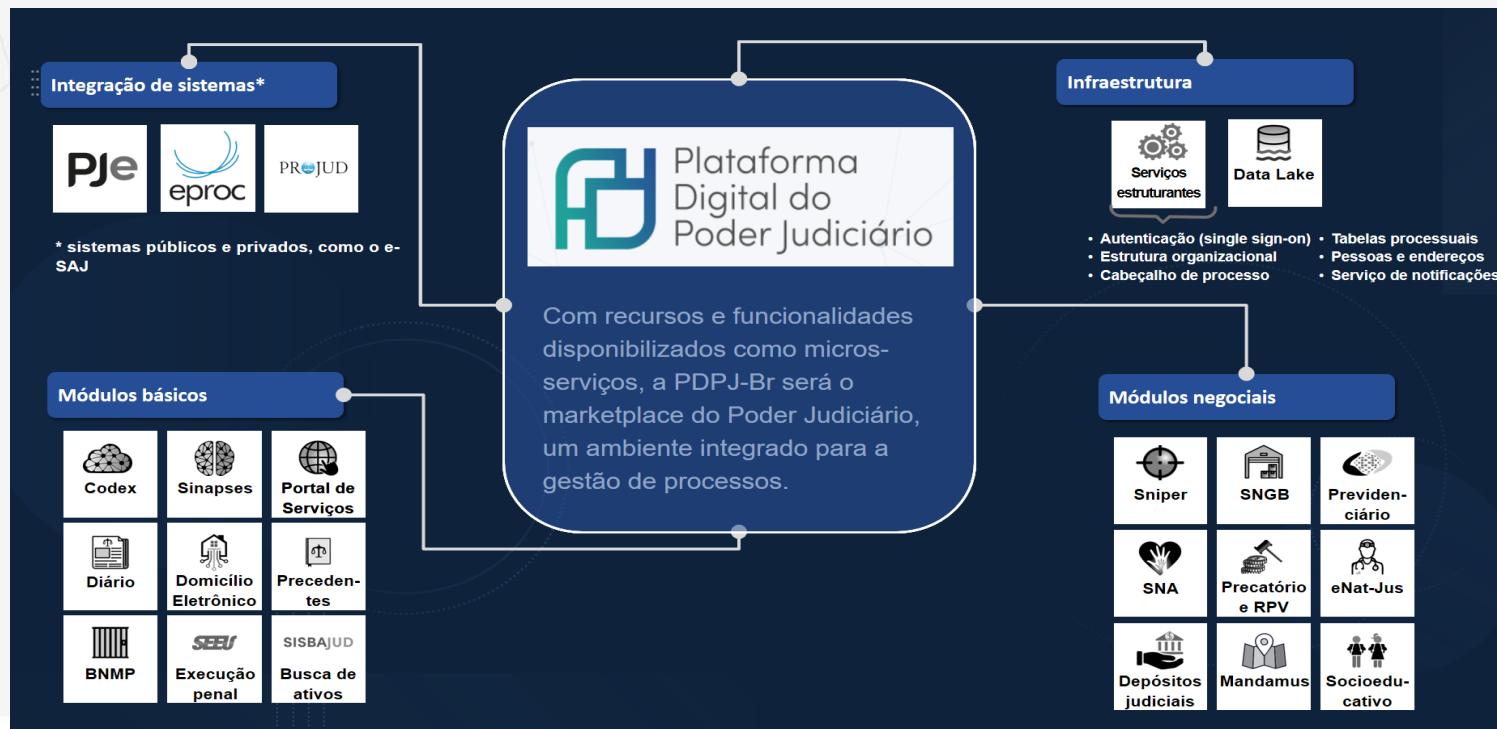 Integração de sistemas*
PJe
eproc
PROJUD
* sistemas públicos e privados, como o e-
SAJ
Plataforma
Digital do
Poder Judiciário
Com recursos e funcionalidades
disponibilizados como micros-
serviços, a PDPJ-Br será o
marketplace do Poder Judiciário,
um ambiente integrado para a
gestão de processos.
Infraestrutura
Serviços
estruturantes
Data Lake
• Autenticação (single sign-on)
• Estrutura organizacional
• Cabeçalho de processo
• Tabelas processuais
• Pessoas e endereços
• Serviço de notificações
Módulos básicos
Codex
Sinapses
Portal de
Serviços
Diário
Domicílio
Eletrônico
Preceden-
tes
BNMP
SEEU
Execução
penal
SISBAJUD
Busca de
ativos
Módulos negociais
Sniper
SNGB
Previden-
ciário
SNA
Precatório
e RPV
eNat-Jus
Depósitos
judiciais
Mandamus
Socioedu-
cativo